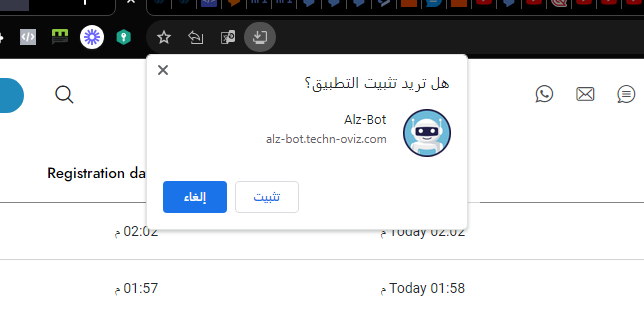 هل تريد تثبيت التطبيق؟
Alz-Bot
alz-bot.techn-oviz.com
إلغاء
تثبيت
Registration da
02:02 م
Today 02:02 م
01:57 م
Today 01:58 م